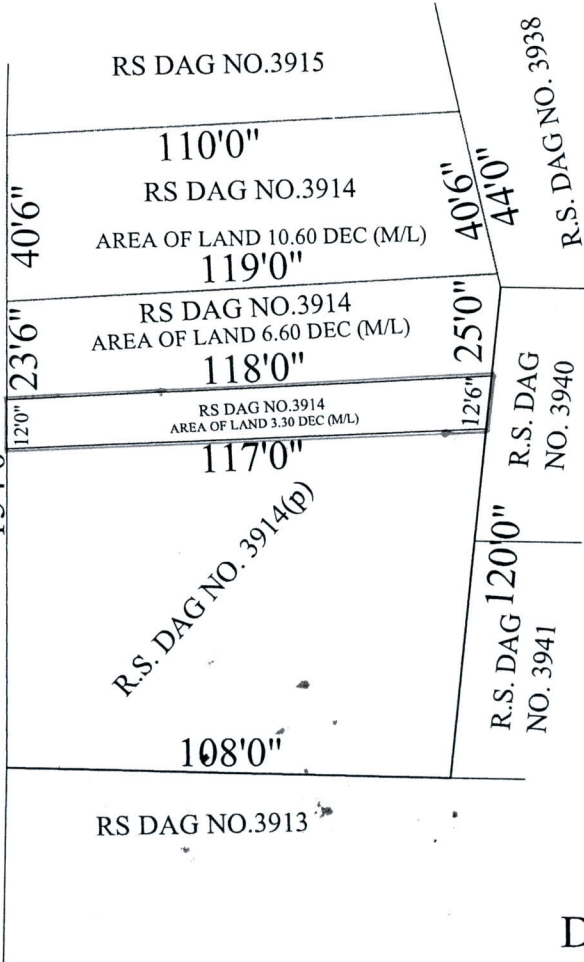 RS DAG NO.3915
R.S. DAG NO. 3938
110'0"
40'6"
RS DAG NO.3914
40'6"
44'0"
AREA OF LAND 10.60 DEC (M/L)
119'0"
RS DAG NO.3914
AREA OF LAND 6.60 DEC (M/L)
23'6"
118'0"
25'0"
12'0"
RS DAG NO.3914
AREA OF LAND 3.30 DEC (M/L)
12'6"
117'0"
R.S. DAG
NO. 3940
R.S. DAG NO. 3914(p)
120'0"
R.S. DAG
NO. 3941
108'0"
RS DAG NO.3913
D